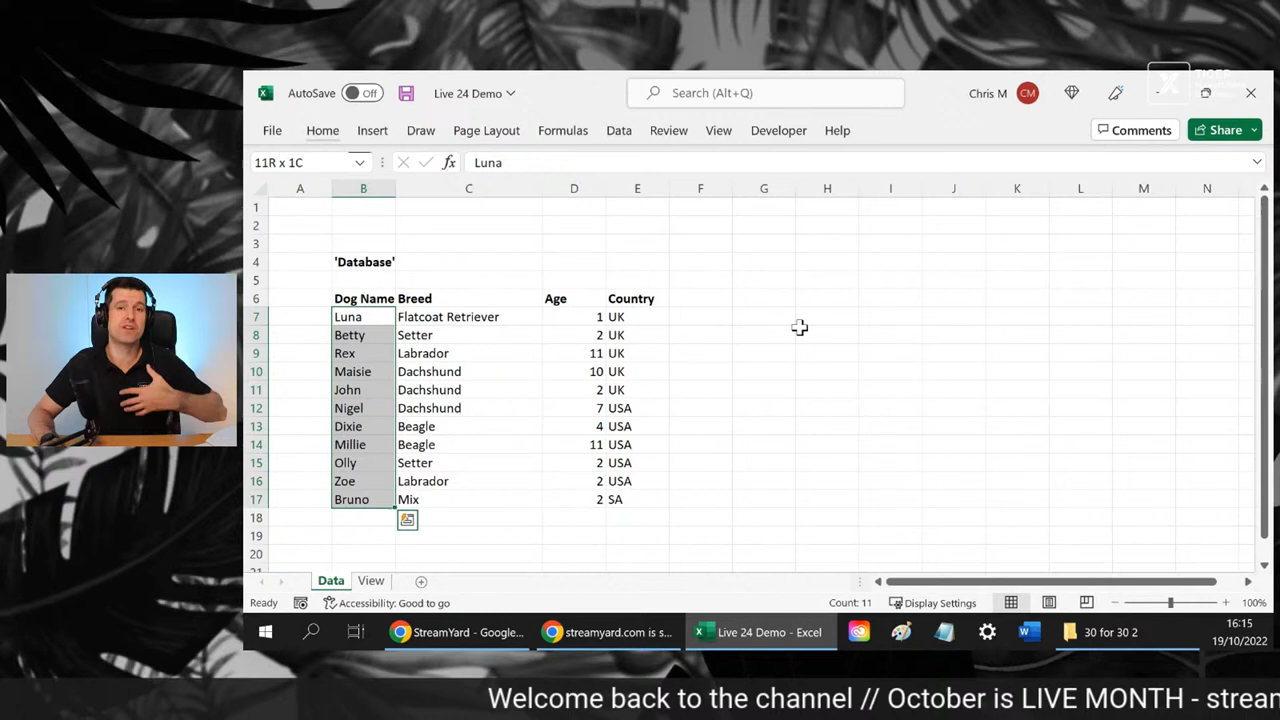 AutoSave Off Live 24 Demo Search (Alt+Q) Chris M CM
TIGER
File Home Insert Draw Page Layout Formulas Data Review View Developer Help Comments Share
11R x 1C fx Luna
A B C D E F G H I J K L M N
1
2
3
4 'Database'
5
6 Dog Name Breed Age Country
7 Luna Flatcoat Retriever 1 UK
8 Betty Setter 2 UK
9 Rex Labrador 11 UK
10 Maisie Dachshund 10 UK
11 John Dachshund 2 UK
12 Nigel Dachshund 7 USA
13 Dixie Beagle 4 USA
14 Millie Beagle 11 USA
15 Olly Setter 2 USA
16 Zoe Labrador 2 USA
17 Bruno Mix 2 SA
18
19
20
Data View
Ready Accessibility: Good to go Count: 11 Display Settings 100%
StreamYard - Google... streamyard.com is s... Live 24 Demo - Excel 30 for 30 2 16:15
19/10/2022
Welcome back to the channel // October is LIVE MONTH - strea